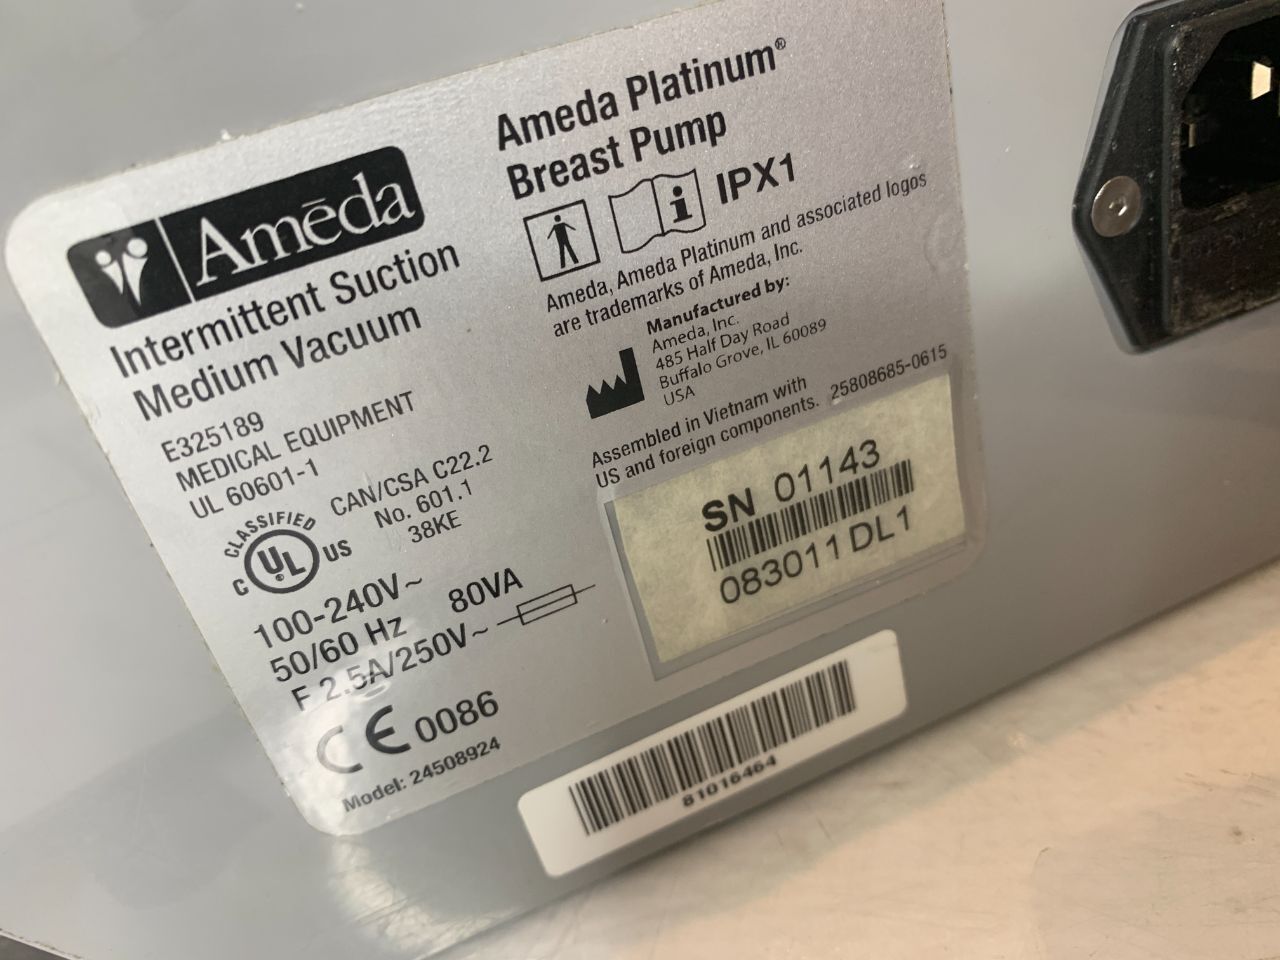 Amēda
Intermittent Suction
Medium Vacuum
E325189
MEDICAL EQUIPMENT
UL 60601-1
CAN/CSA C22.2
No. 601.1
38KE
CLASSIFIED
C UL US
100-240V~
50/60 Hz 80VA
F 2.5A/250V~
CE 0086
Model: 24508924
Ameda Platinum®
Breast Pump
IPX1
Ameda, Ameda Platinum and associated logos
are trademarks of Ameda, Inc.
Manufactured by:
Ameda, Inc.
485 Half Day Road
Buffalo Grove, IL 60089
USA
Assembled in Vietnam with
US and foreign components. 25808685-0615
SN 01143
083011DL1
81016464